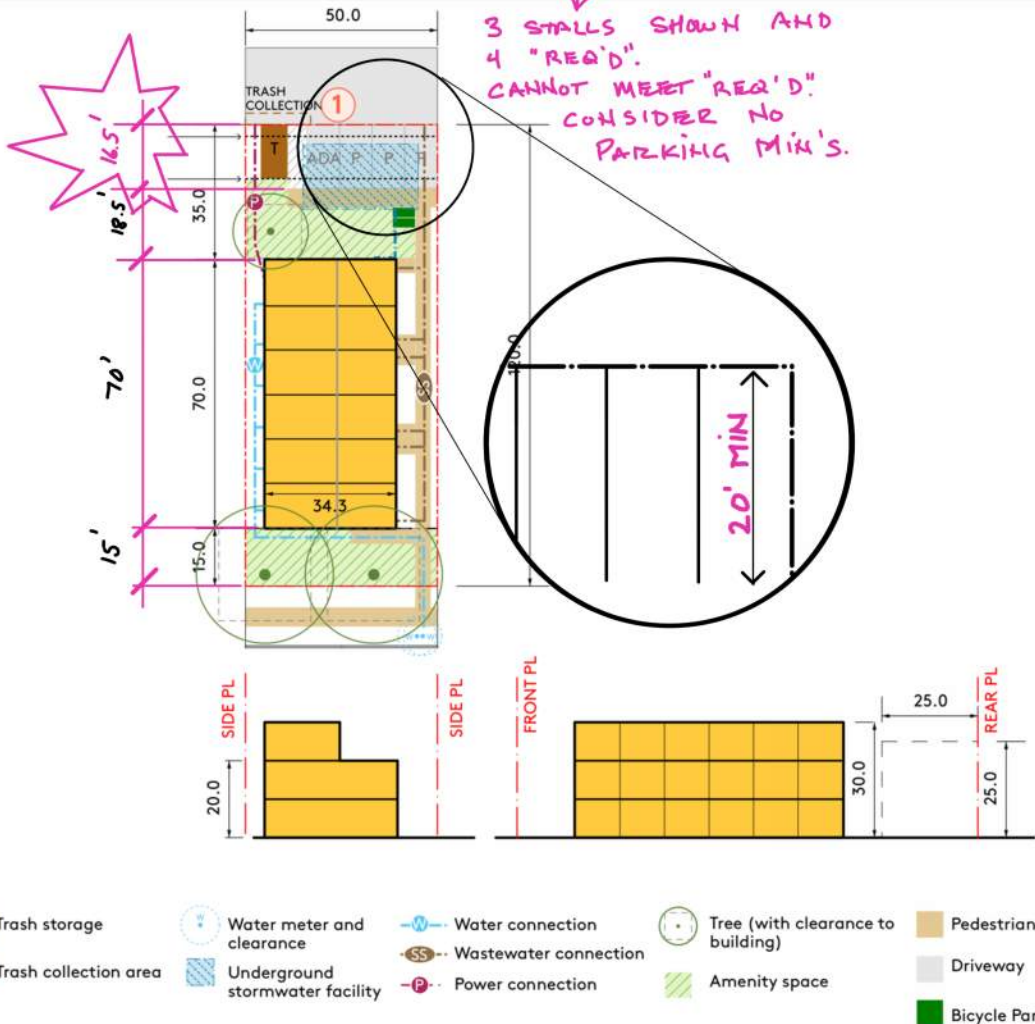 50.0
3 STALLS SHOWN AND
4 "REQ'D".
CANNOT MEET "REQ'D".
CONSIDER NO
PARKING MIN'S.
TRASH
COLLECTION
1
16.5'
T
ADA P P P
35.0
18.5'
P
70'
70.0
W
SS
120.0
20' MIN
34.3
15'
15.0
W W
SIDE PL
SIDE PL
FRONT PL
REAR PL
25.0
20.0
30.0
25.0
Trash storage
W
Water meter and
clearance
W
Water connection
Tree (with clearance to
building)
Pedestrian
SS
Wastewater connection
Trash collection area
Underground
stormwater facility
P
Power connection
Amenity space
Driveway
Bicycle Par